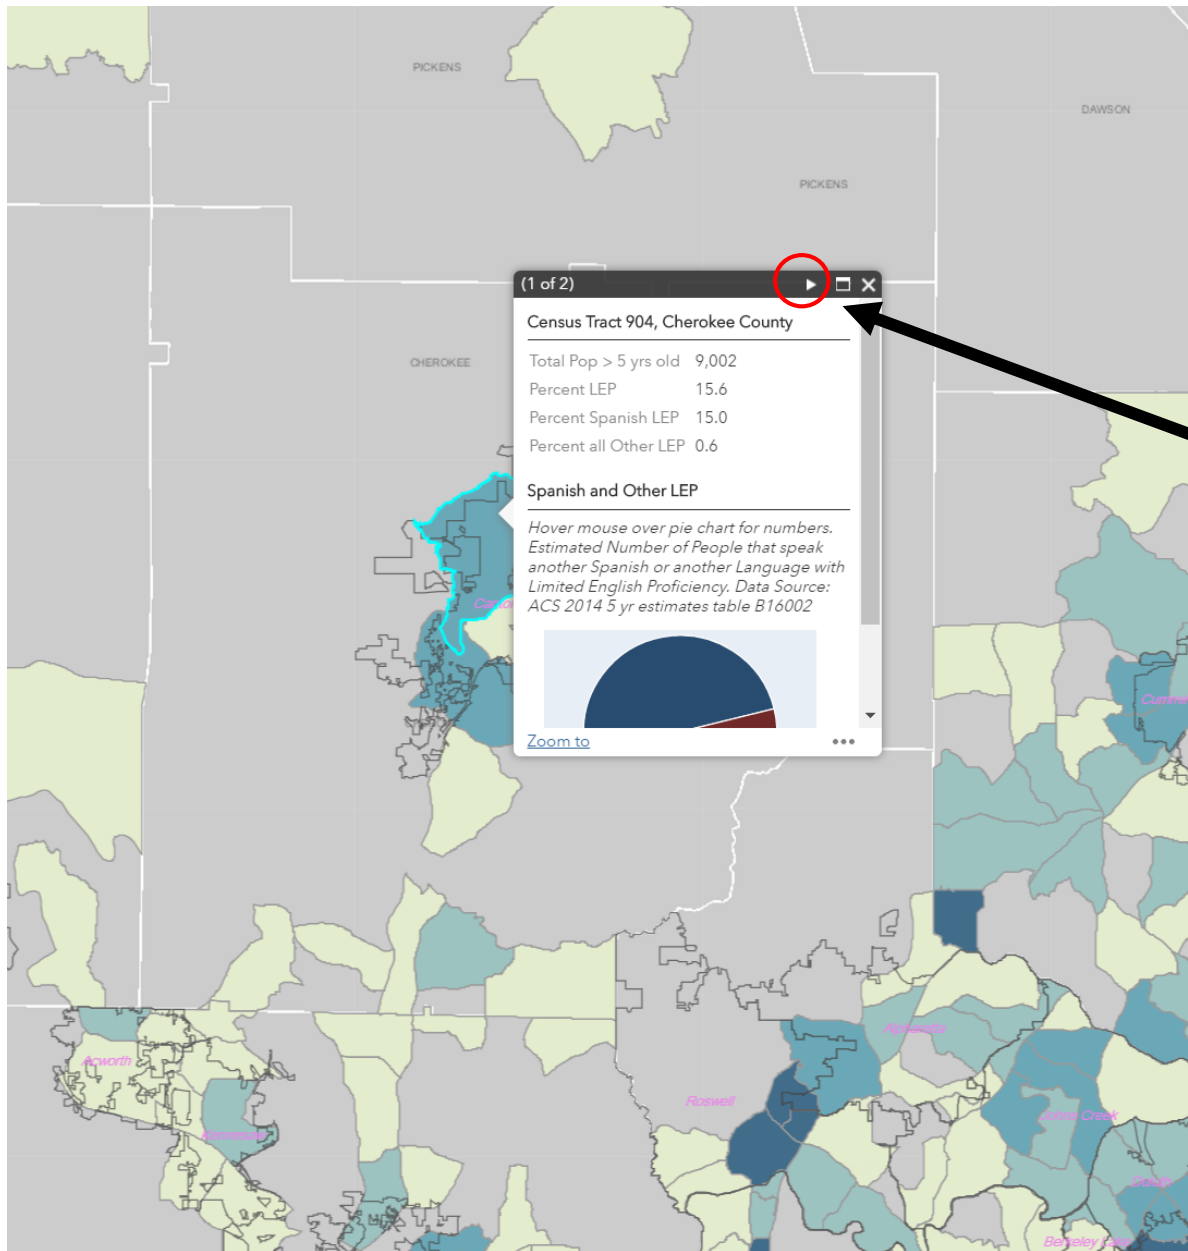 PICKENS
DAWSON
PICKENS
(1 of 2)
Census Tract 904, Cherokee County
CHEROKEE
Total Pop > 5 yrs old 9,002
Percent LEP 15.6
Percent Spanish LEP 15.0
Percent all Other LEP 0.6
Spanish and Other LEP
Hover mouse over pie chart for numbers.
Estimated Number of People that speak
another Spanish or another Language with
Limited English Proficiency. Data Source:
ACS 2014 5 yr estimates table B16002
Zoom to
Acworth
Kennesaw
Roswell
Alpharetta
Johns Creek
Duluth
Berkeley Lake